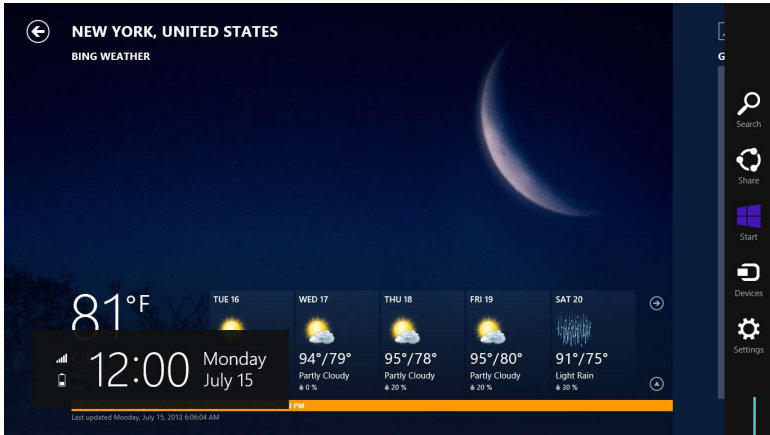 NEW YORK, UNITED STATES
BING WEATHER
G
Search
Share
Start
Devices
Settings
81°F
TUE 16
WED 17
94°/79°
Partly Cloudy
0 %
THU 18
95°/78°
Partly Cloudy
20 %
FRI 19
95°/80°
Partly Cloudy
20 %
SAT 20
91°/75°
Light Rain
30 %
12:00
Monday
July 15
PM
Last updated Monday, July 15, 2013 6:06:04 AM